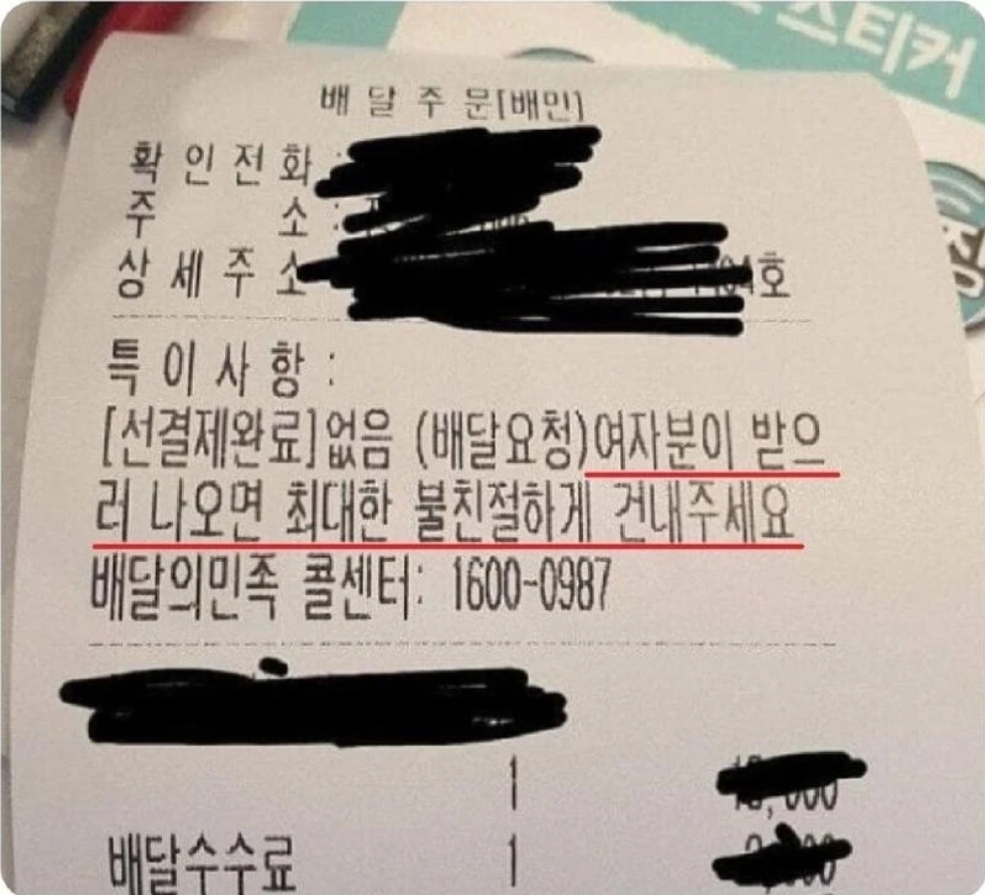 스티커
배달주문[배민]
확인전화 :
주 소 :
상세주소 호
특이사항 :
[선결제완료]없음 (배달요청)여자분이 받으
러 나오면 최대한 불친절하게 건내주세요
배달의민족 콜센터: 1600-0987
1
배달수수료 1